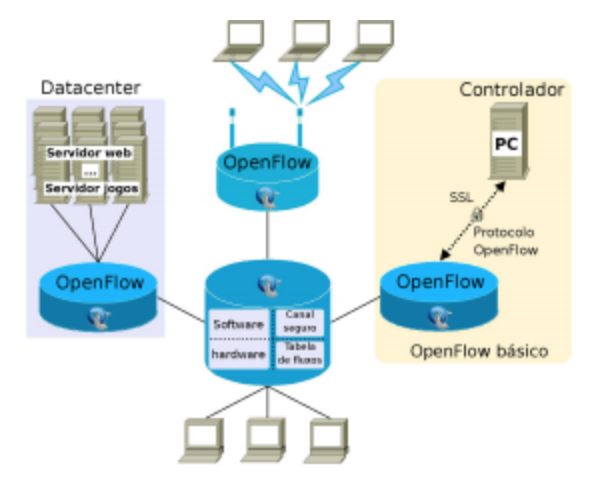 Datacenter
Servidor web
...
Servidor jogos
OpenFlow
OpenFlow
Software
Canal
seguro
hardware
Tabela
de fluxos
Controlador
PC
SSL
Protocolo
OpenFlow
OpenFlow
OpenFlow básico